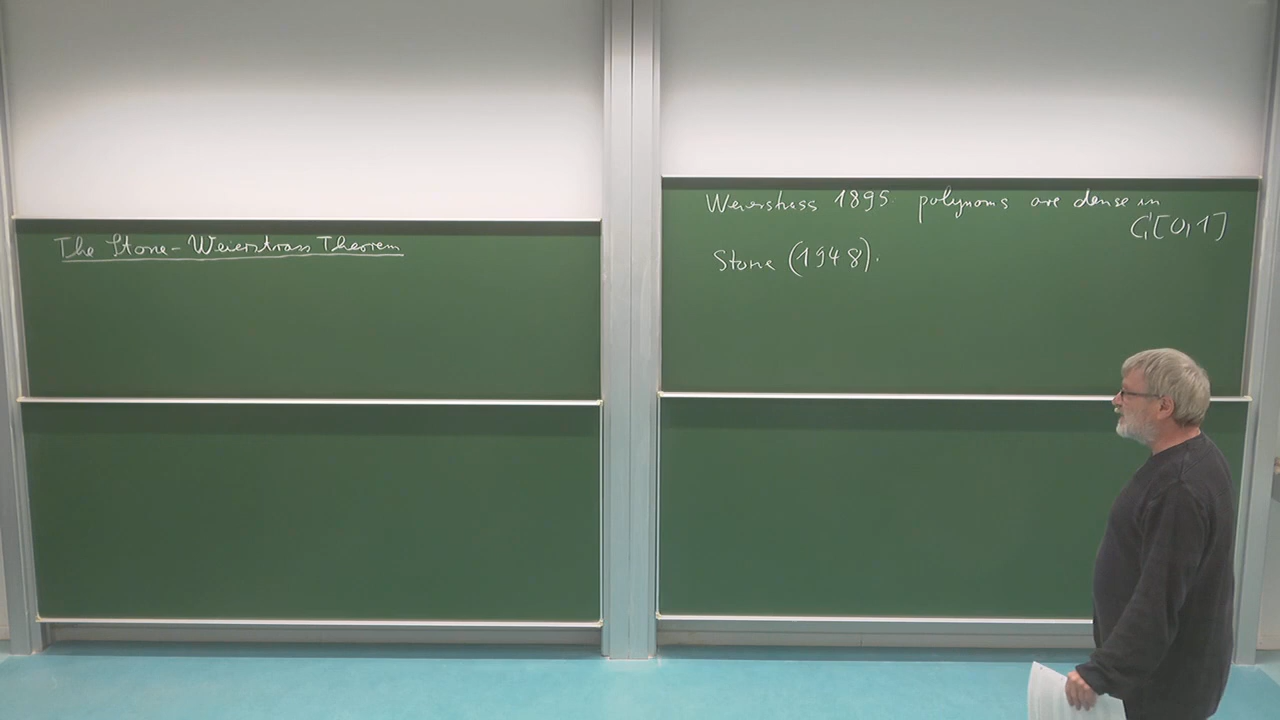 The Stone-Weierstrass Theorem
Weierstrass 1895. polynoms are dense in
C[0,1]
Stone (1948).